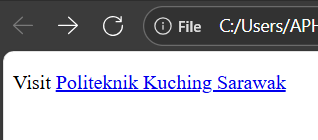 File C:/Users/APH
Visit Politeknik Kuching Sarawak